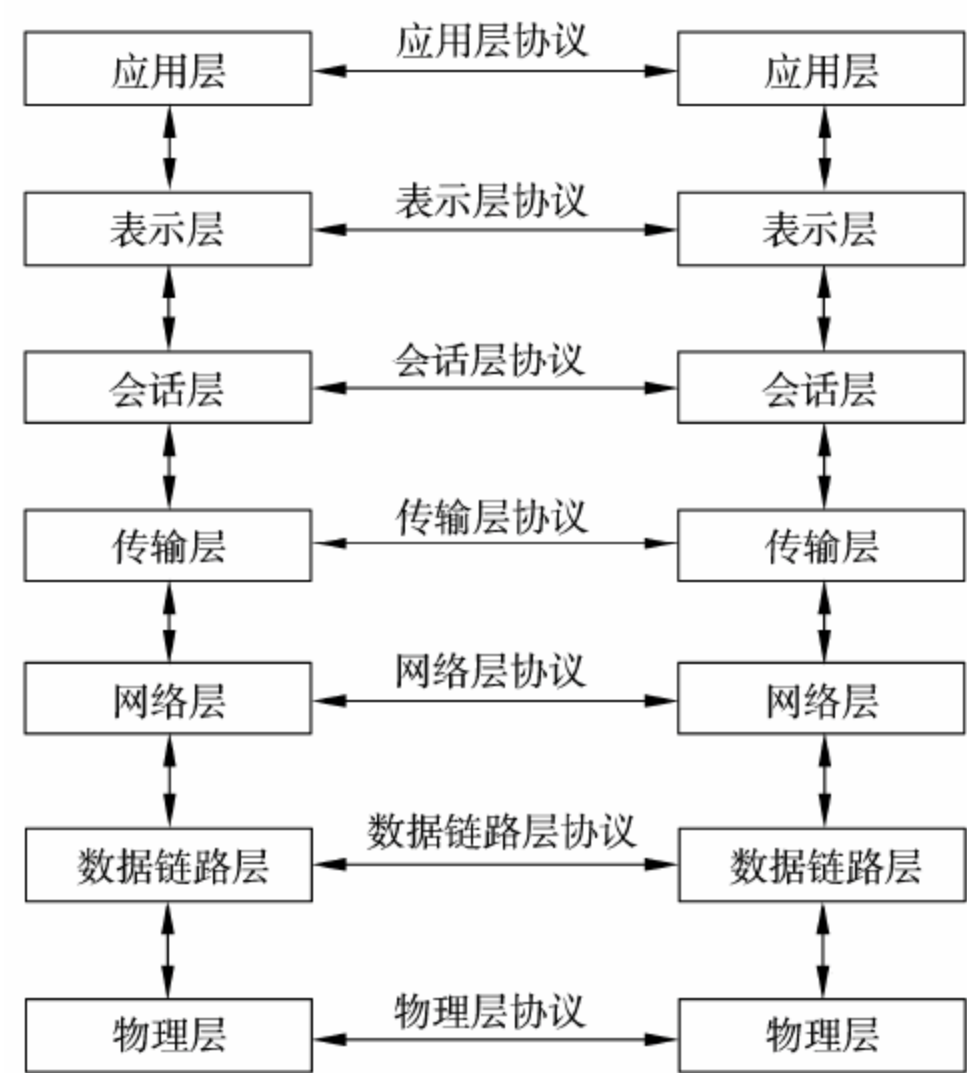 应用层协议
应用层
应用层
表示层协议
表示层
表示层
会话层协议
会话层
会话层
传输层协议
传输层
传输层
网络层协议
网络层
网络层
数据链路层协议
数据链路层
数据链路层
物理层协议
物理层
物理层